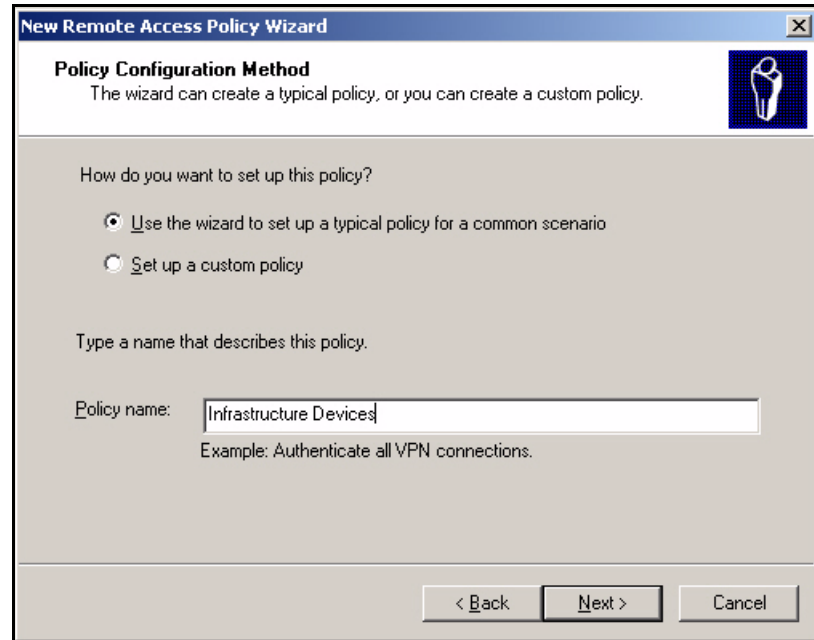 New Remote Access Policy Wizard
Policy Configuration Method
The wizard can create a typical policy, or you can create a custom policy.
How do you want to set up this policy?
Use the wizard to set up a typical policy for a common scenario
Set up a custom policy
Type a name that describes this policy.
Policy name: Infrastructure Devices
Example: Authenticate all VPN connections.
< Back Next > Cancel